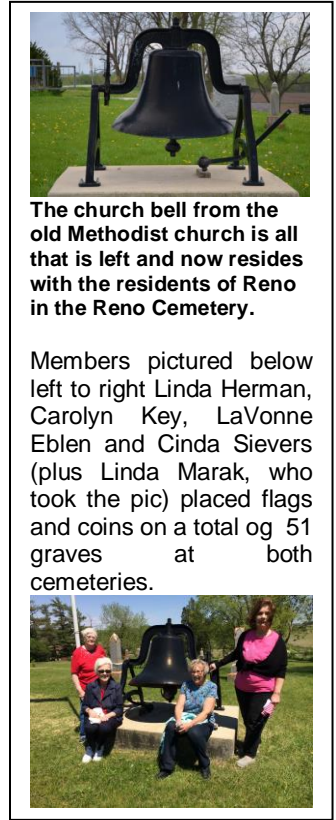 The church bell from the
old Methodist church is all
that is left and now resides
with the residents of Reno
in the Reno Cemetery.
Members pictured below
left to right Linda Herman,
Carolyn Key, LaVonne
Eblen and Cinda Sievers
(plus Linda Marak, who
took the pic) placed flags
and coins on a total og 51
graves at both
cemeteries.